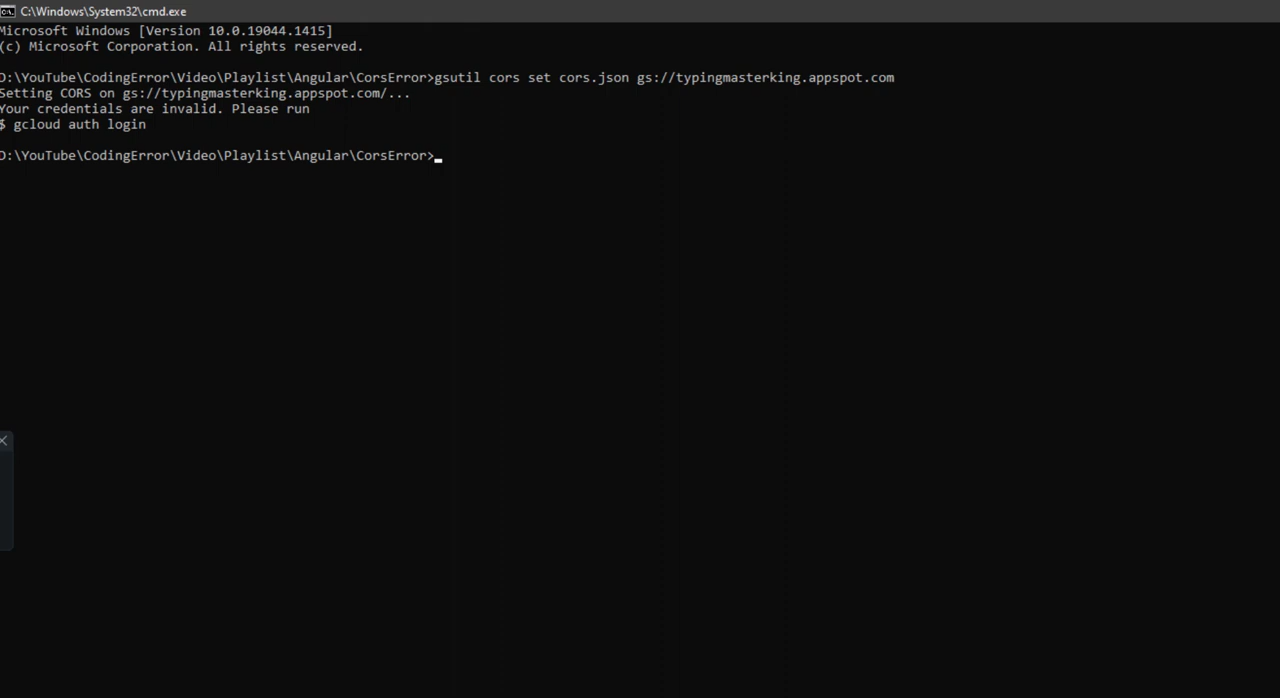 C:\Windows\System32\cmd.exe
Microsoft Windows [Version 10.0.19044.1415]
(c) Microsoft Corporation. All rights reserved.
D:\YouTube\CodingError\Video\Playlist\Angular\CorsError>gsutil cors set cors.json gs://typingmasterking.appspot.com
Setting CORS on gs://typingmasterking.appspot.com/...
Your credentials are invalid. Please run
$ gcloud auth login
D:\YouTube\CodingError\Video\Playlist\Angular\CorsError>